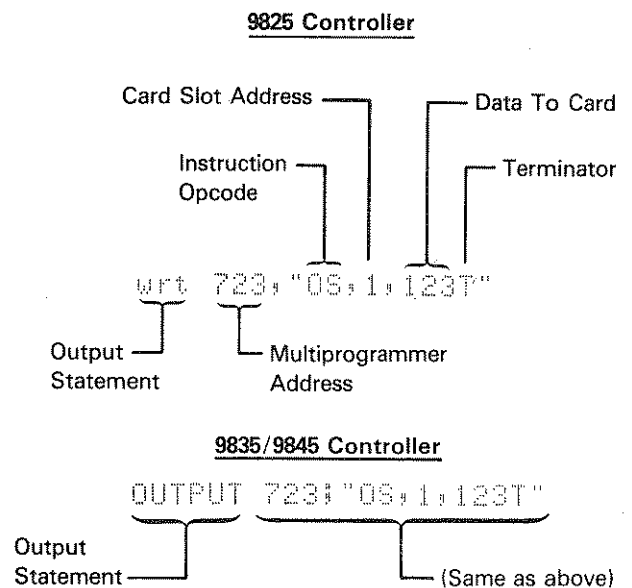 9825 Controller
Card Slot Address
Data To Card
Instruction
Opcode
Terminator
wrt 723,"OS,1,123T"
Output
Statement
Multiprogrammer
Address
9835/9845 Controller
OUTPUT 723;"OS,1,123T"
Output
Statement
(Same as above)